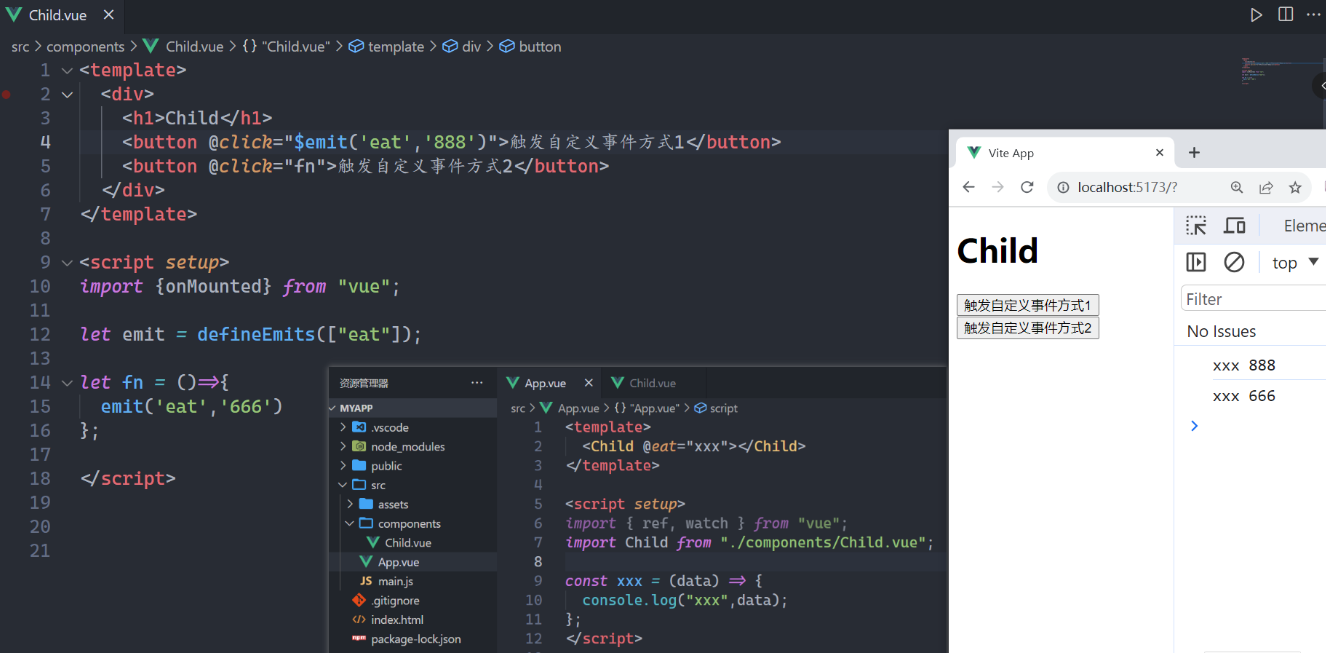 Child.vue
src > components > Child.vue > {} "Child.vue" > template > div > button
1 <template>
2 <div>
3 <h1>Child</h1>
4 <button @click="$emit('eat','888')">触发自定义事件方式1</button>
5 <button @click="fn">触发自定义事件方式2</button>
6 </div>
7 </template>
8
9 <script setup>
10 import {onMounted} from "vue";
11
12 let emit = defineEmits(["eat"]);
13
14 let fn = ()=>{
15 emit('eat','666')
16 };
17
18 </script>
19
20
21
资源管理器 ···
MYAPP
.vscode
node_modules
public
src
assets
components
Child.vue
App.vue
JS main.js
.gitignore
index.html
package-lock.json
App.vue Child.vue
src > App.vue > {} "App.vue" > script
1 <template>
2 <Child @eat="xxx"></Child>
3 </template>
4
5 <script setup>
6 import { ref, watch } from "vue";
7 import Child from "./components/Child.vue";
8
9 const xxx = (data) => {
10 console.log("xxx",data);
11 };
12 </script>
Vite App
localhost:5173/?
Child
触发自定义事件方式1
触发自定义事件方式2
Eleme
top
Filter
No Issues
xxx 888
xxx 666